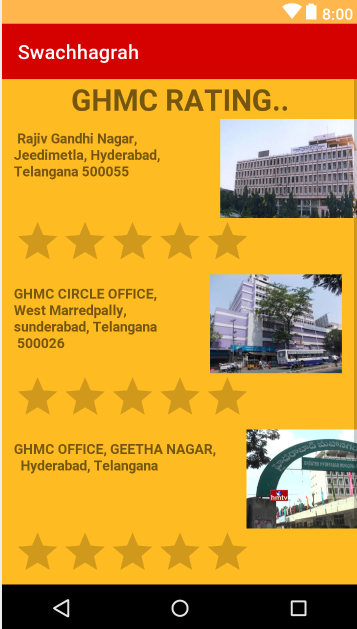 8:00
Swachhagrah
GHMC RATING..
Rajiv Gandhi Nagar,
Jeedimetla, Hyderabad,
Telangana 500055
GHMC CIRCLE OFFICE,
West Marredpally,
sunderabad, Telangana
500026
GHMC OFFICE, GEETHA NAGAR,
Hyderabad, Telangana
hmtv